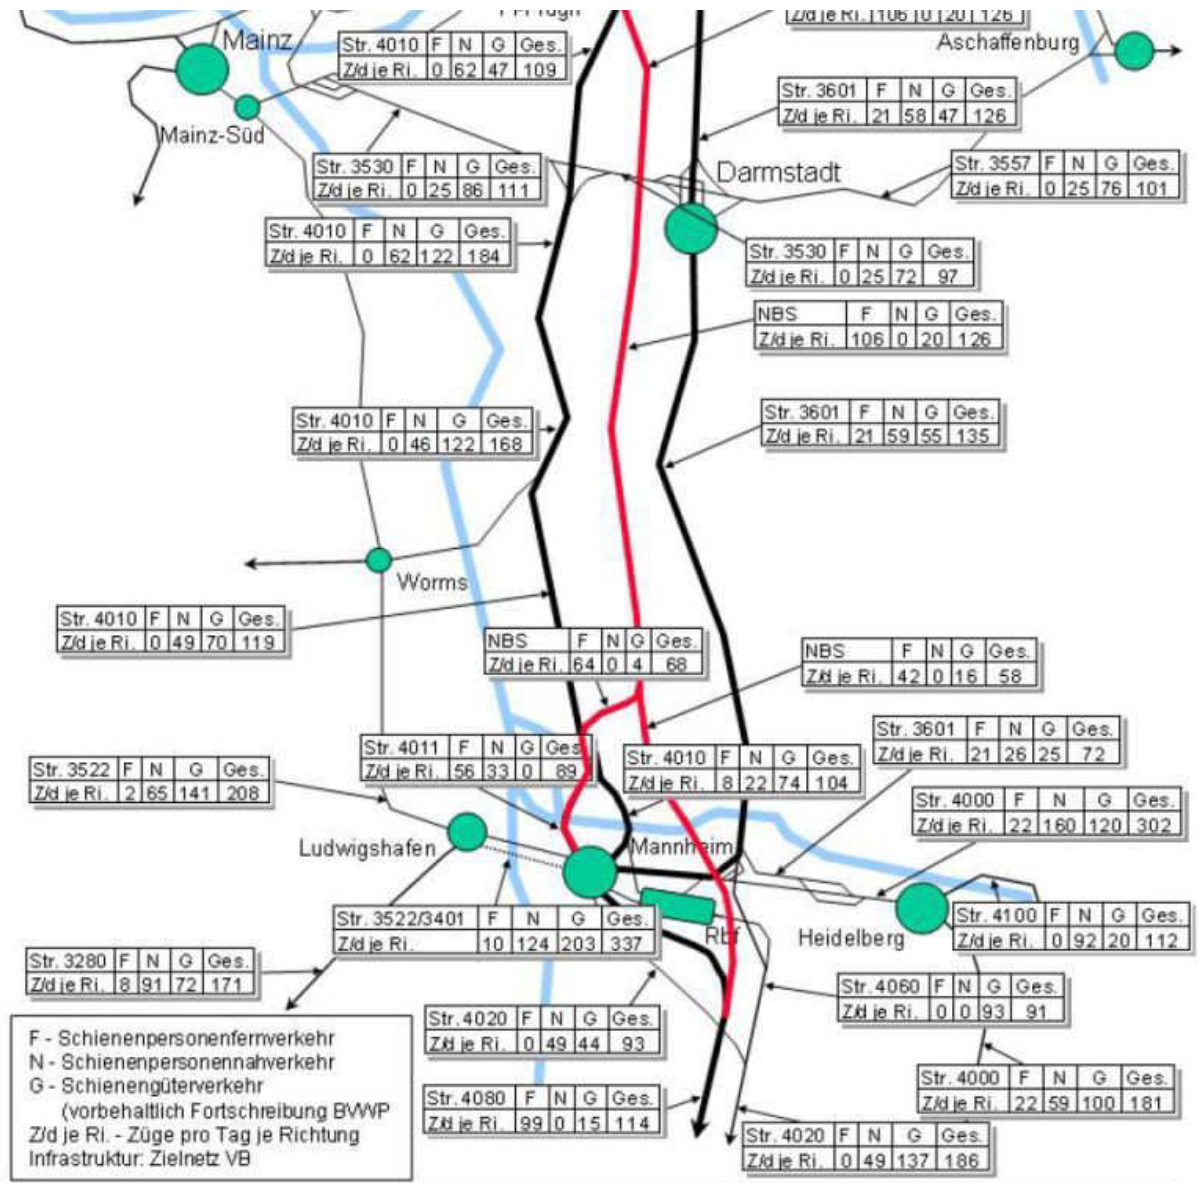 Str. 4010 F N G Ges.
Z/d je Ri. 0 62 47 109
Z/d je Ri. 106 0 20 126
Mainz
Aschaffenburg
Mainz-Süd
Str. 3601 F N G Ges.
Z/d je Ri. 21 58 47 126
Str. 3530 F N G Ges.
Z/d je Ri. 0 25 86 111
Darmstadt
Str. 3557 F N G Ges.
Z/d je Ri. 0 25 76 101
Str. 4010 F N G Ges.
Z/d je Ri. 0 62 122 184
Str. 3530 F N G Ges.
Z/d je Ri. 0 25 72 97
NBS F N G Ges.
Z/d je Ri. 106 0 20 126
Str. 4010 F N G Ges.
Z/d je Ri. 0 46 122 168
Str. 3601 F N G Ges.
Z/d je Ri. 21 59 55 135
Worms
Str. 4010 F N G Ges.
Z/d je Ri. 0 49 70 119
NBS F N G Ges.
Z/d je Ri. 64 0 4 68
NBS F N G Ges.
Z/d je Ri. 42 0 16 58
Str. 3601 F N G Ges.
Z/d je Ri. 21 26 25 72
Str. 4011 F N G Ges
Z/d je Ri. 56 33 0 89
Str. 4010 F N G Ges.
Z/d je Ri. 8 22 74 104
Str. 3522 F N G Ges.
Z/d je Ri. 2 65 141 208
Str. 4000 F N G Ges.
Z/d je Ri. 22 160 120 302
Ludwigshafen
Mannheim
Str. 3522/3401 F N G Ges.
Z/d je Ri. 10 124 203 337
Rbf
Heidelberg
Str. 4100 F N G Ges.
Z/d je Ri. 0 92 20 112
Str. 3280 F N G Ges.
Z/d je Ri. 8 91 72 171
Str. 4060 F N G Ges.
Z/d je Ri. 0 0 93 91
Str. 4020 F N G Ges.
Z/d je Ri. 0 49 44 93
Str. 4000 F N G Ges.
Z/d je Ri. 22 59 100 181
Str. 4080 F N G Ges.
Z/d je Ri. 99 0 15 114
Str. 4020 F N G Ges.
Z/d je Ri. 0 49 137 186
F - Schienenpersonenfernverkehr
N - Schienenpersonennahverkehr
G - Schienengüterverkehr
(vorbehaltlich Fortschreibung BVWP
Z/d je Ri. - Züge pro Tag je Richtung
Infrastruktur: Zielnetz VB